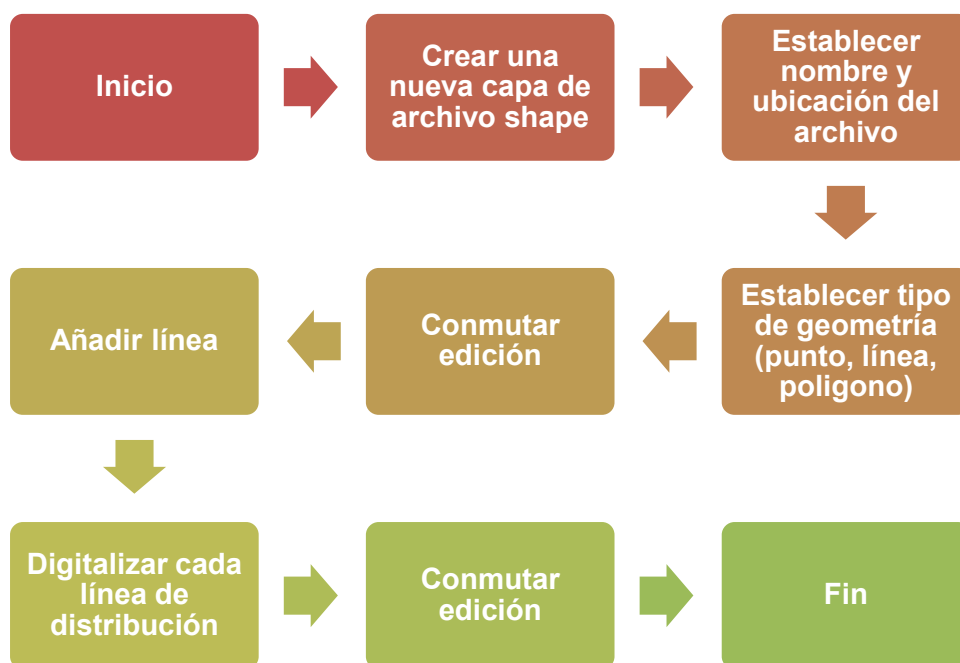 Inicio
Crear una
nueva capa de
archivo shape
Establecer
nombre y
ubicación del
archivo
Establecer tipo
de geometría
(punto, línea,
poligono)
Conmutar
edición
Añadir línea
Digitalizar cada
línea de
distribución
Conmutar
edición
Fin